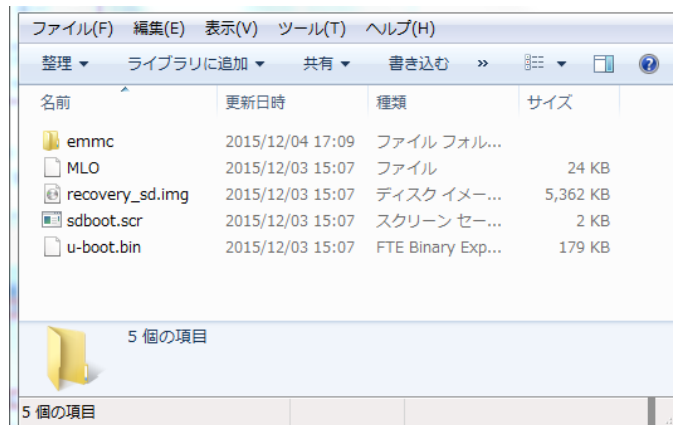 ファイル(F) 編集(E) 表示(V) ツール(T) ヘルプ(H)
整理 ライブラリに追加 共有 書き込む »
名前 更新日時 種類 サイズ
emmc 2015/12/04 17:09 ファイル フォル...
MLO 2015/12/03 15:07 ファイル 24 KB
recovery_sd.img 2015/12/03 15:07 ディスク イメー... 5,362 KB
sdboot.scr 2015/12/03 15:07 スクリーン セー... 2 KB
u-boot.bin 2015/12/03 15:07 FTE Binary Exp... 179 KB
5 個の項目
5 個の項目